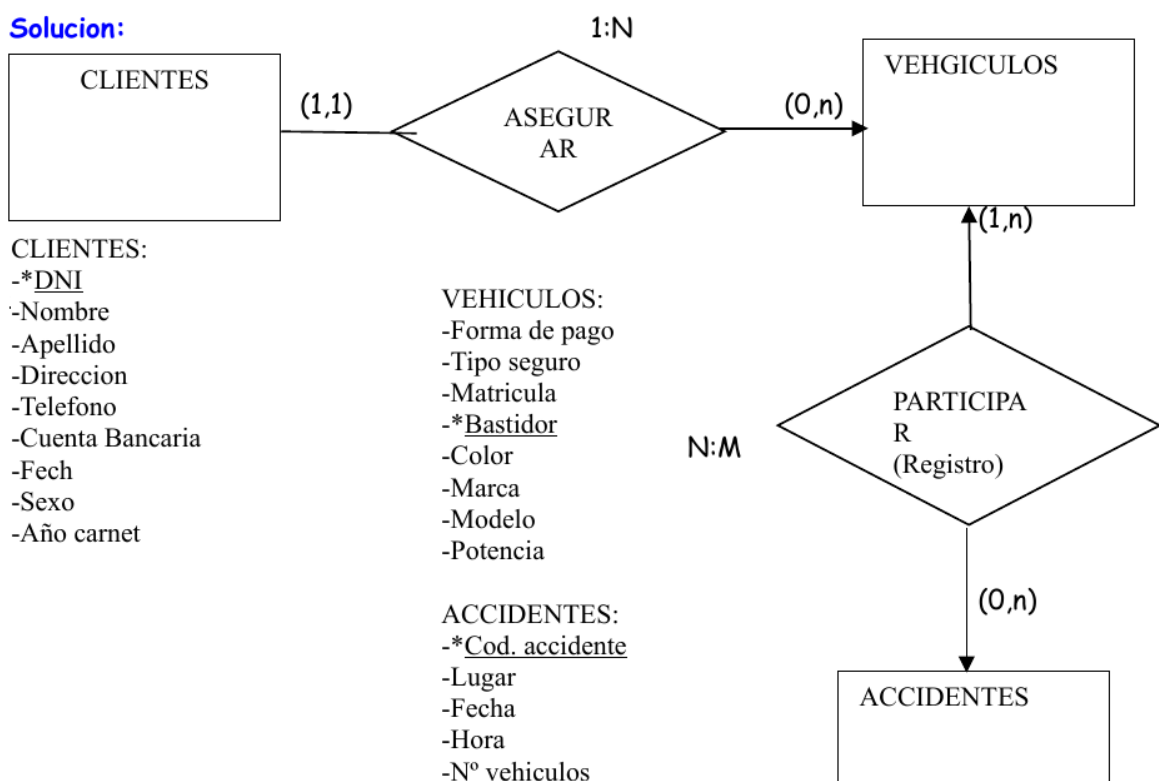 Solucion:
1:N
CLIENTES
(1,1)
ASEGUR
AR
(0,n)
VEHGICULOS
(1,n)
CLIENTES:
-*DNI
-Nombre
-Apellido
-Direccion
-Telefono
-Cuenta Bancaria
-Fech
-Sexo
-Año carnet
VEHICULOS:
-Forma de pago
-Tipo seguro
-Matricula
-*Bastidor
-Color
-Marca
-Modelo
-Potencia
N:M
PARTICIPA
R
(Registro)
(0,n)
ACCIDENTES:
-*Cod. accidente
-Lugar
-Fecha
-Hora
-Nº vehiculos
ACCIDENTES